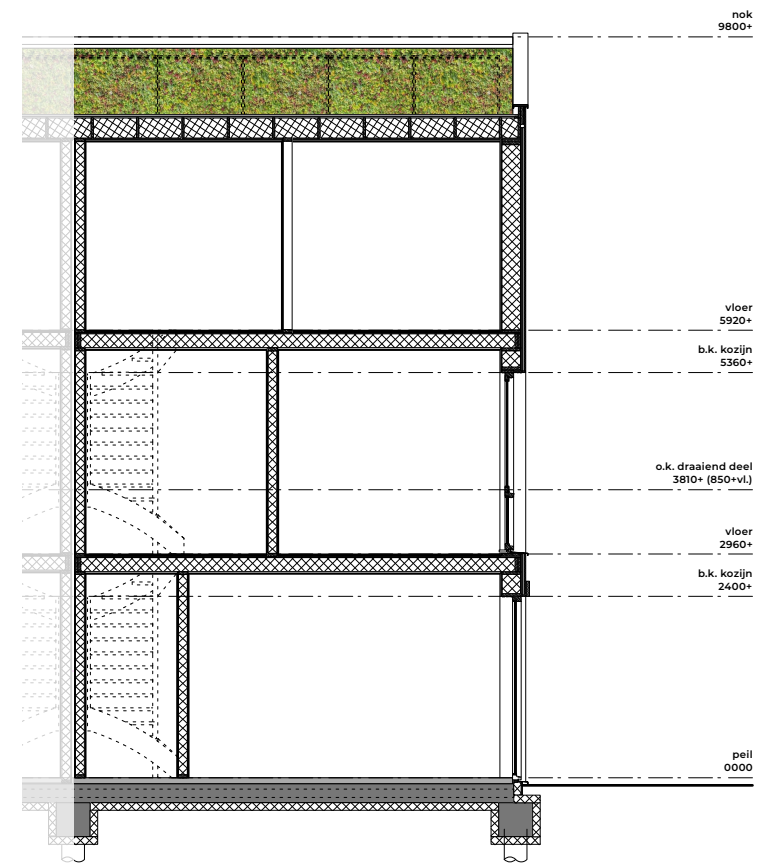 nok
9800+
vloer
5920+
b.k. kozijn
5360+
o.k. draaiend deel
3810+ (850+vl.)
vloer
2960+
b.k. kozijn
2400+
peil
0000